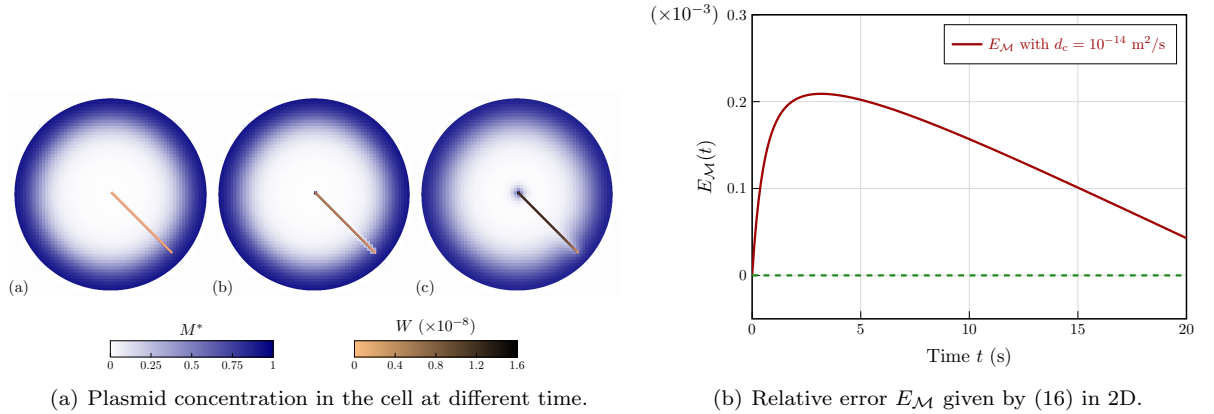 (a)
(b)
(c)
M*
0 0.25 0.5 0.75 1
W (×10⁻⁸)
0 0.4 0.8 1.2 1.6
(a) Plasmid concentration in the cell at different time.
(×10⁻³)
0.3
0.2
0.1
0
E_M(t)
E_M with d_c = 10⁻¹⁴ m²/s
0 5 10 15 20
Time t (s)
(b) Relative error E_M given by (16) in 2D.